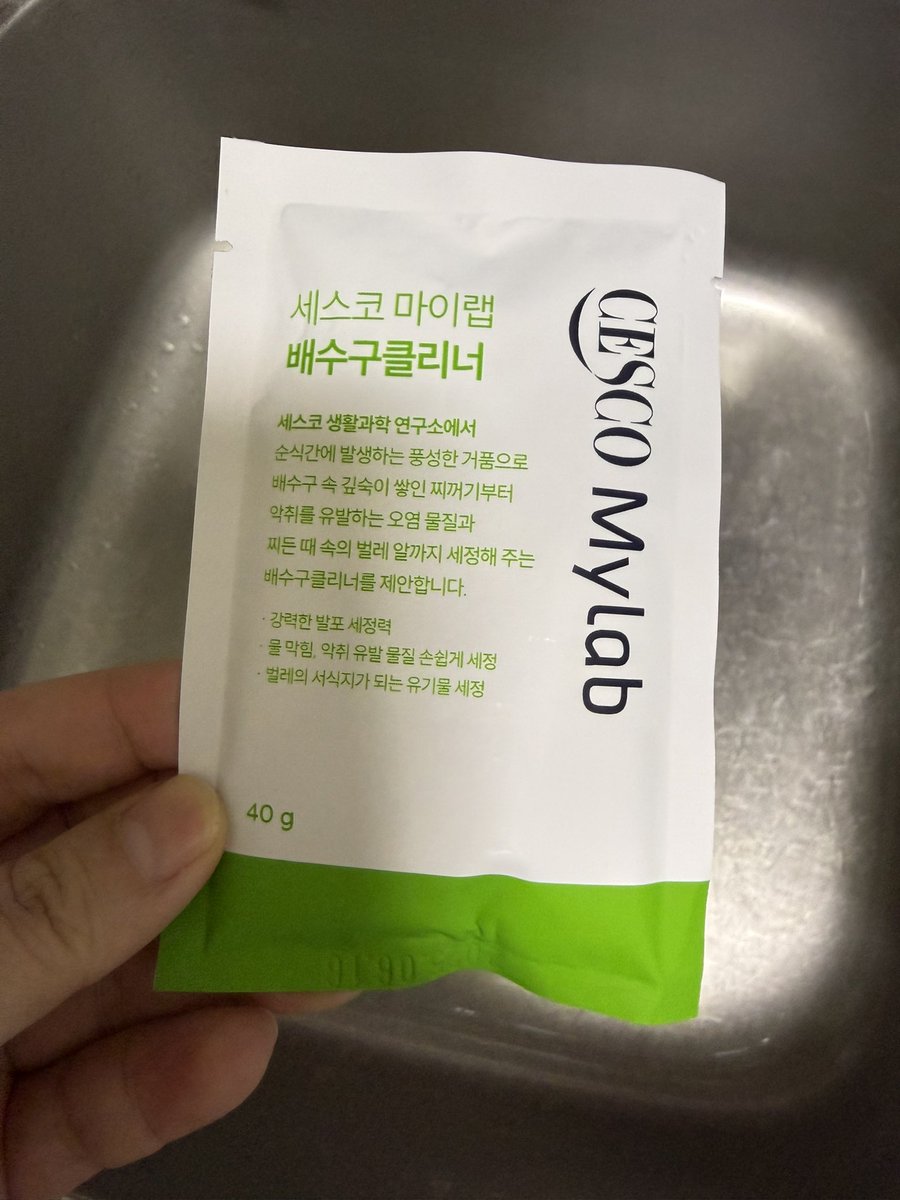 세스코 마이랩
배수구클리너
세스코 생활과학 연구소에서
순식간에 발생하는 풍성한 거품으로
배수구 속 깊숙이 쌓인 찌꺼기부터
악취를 유발하는 오염 물질과
찌든 때 속의 벌레 알까지 세정해 주는
배수구클리너를 제안합니다.
· 강력한 발포 세정력
· 물 막힘, 악취 유발 물질 손쉽게 세정
· 벌레의 서식지가 되는 유기물 세정
40 g
CESCO Mylab